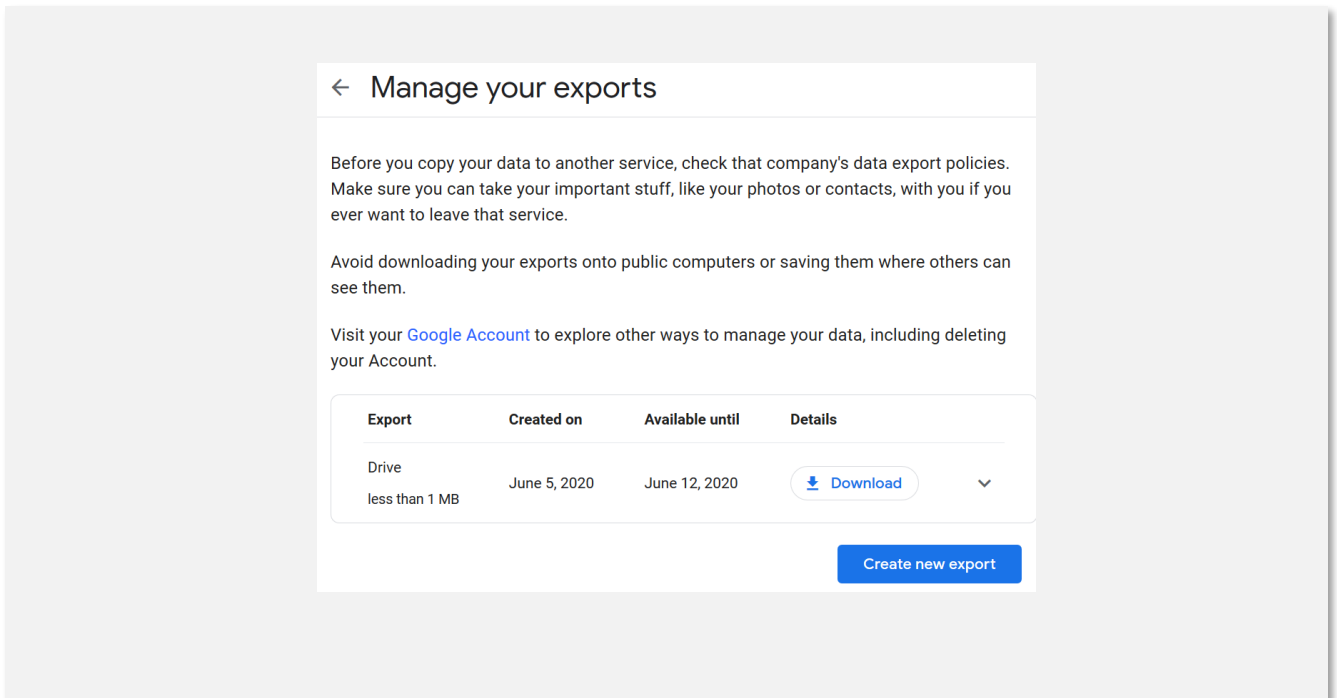 Manage your exports
Before you copy your data to another service, check that company's data export policies.
Make sure you can take your important stuff, like your photos or contacts, with you if you
ever want to leave that service.
Avoid downloading your exports onto public computers or saving them where others can
see them.
Visit your Google Account to explore other ways to manage your data, including deleting
your Account.
Export Created on Available until Details
Drive
less than 1 MB
June 5, 2020 June 12, 2020 Download
Create new export